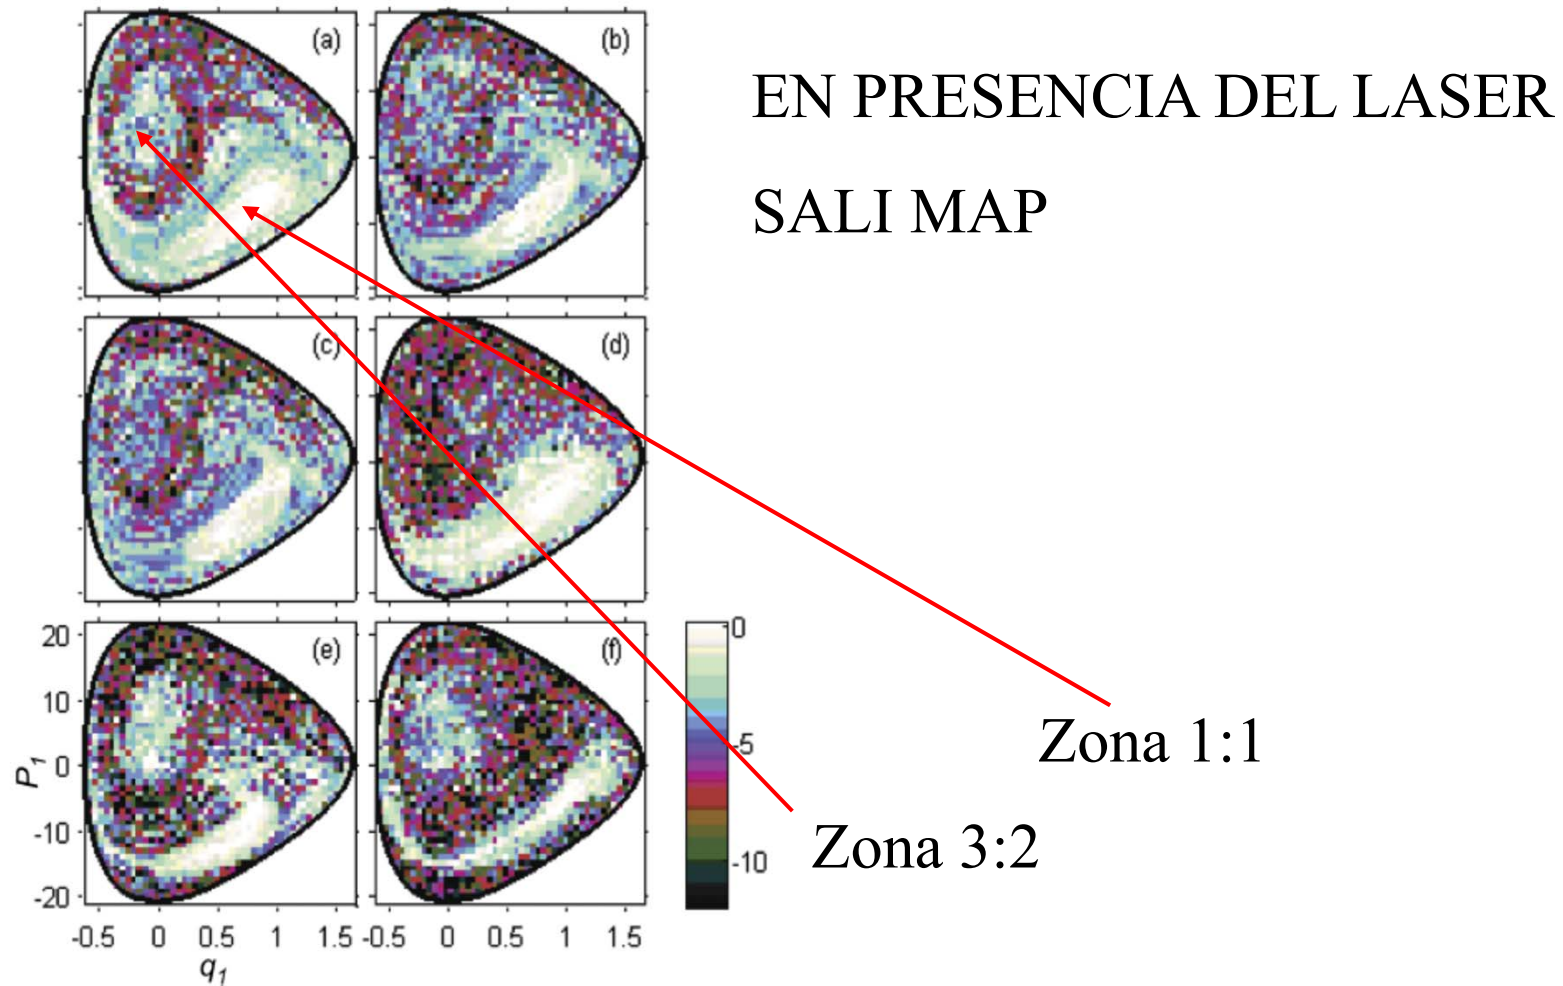 (a)
(b)
EN PRESENCIA DEL LASER
SALI MAP
(c)
(d)
(e)
(f)
20
10
0
-10
-20
P1
0
-5
-10
Zona 1:1
Zona 3:2
-0.5 0 0.5 1 1.5
-0.5 0 0.5 1 1.5
q1